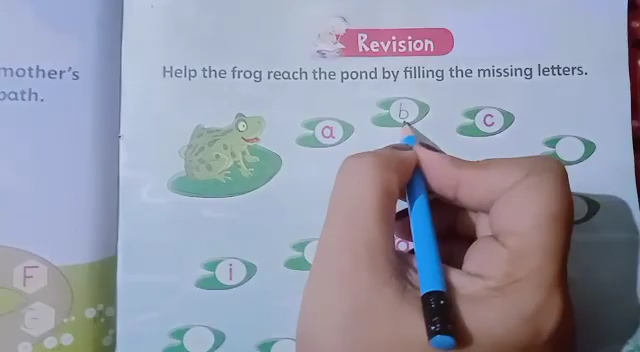 mother's
path.
Revision
Help the frog reach the pond by filling the missing letters.
a
b
c
i
F